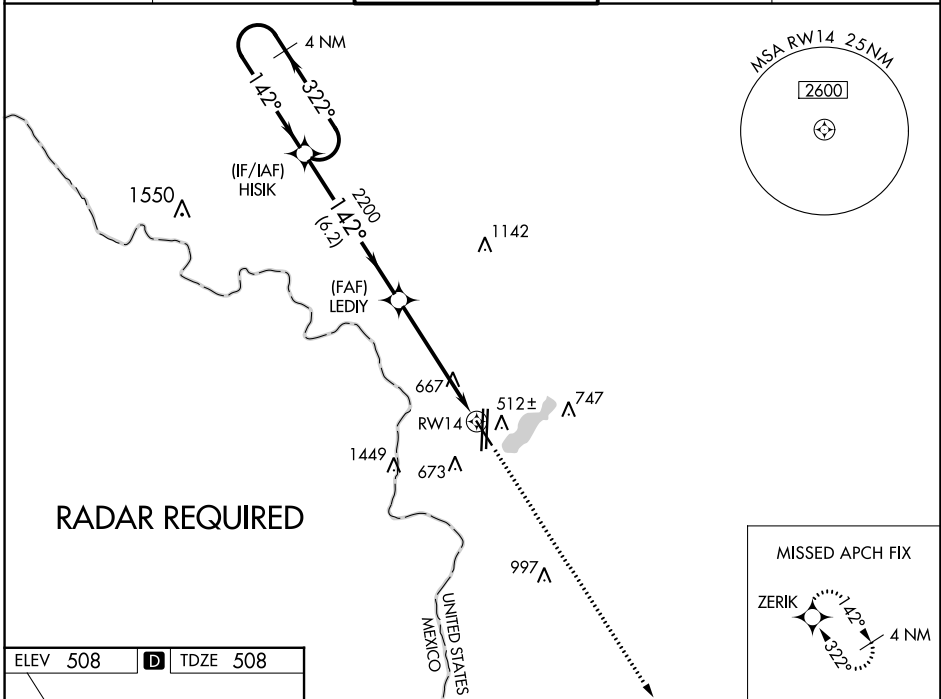 MSA RW14 25 NM
2600
4 NM
142°
322°
(IF/IAF)
HISIK
1550
2200
142°
(6.2)
1142
(FAF)
LEDIY
667
RW14
512±
747
1449
673
RADAR REQUIRED
997
UNITED STATES
MEXICO
MISSED APCH FIX
ZERIK
142°
322°
4 NM
ELEV 508 D TDZE 508